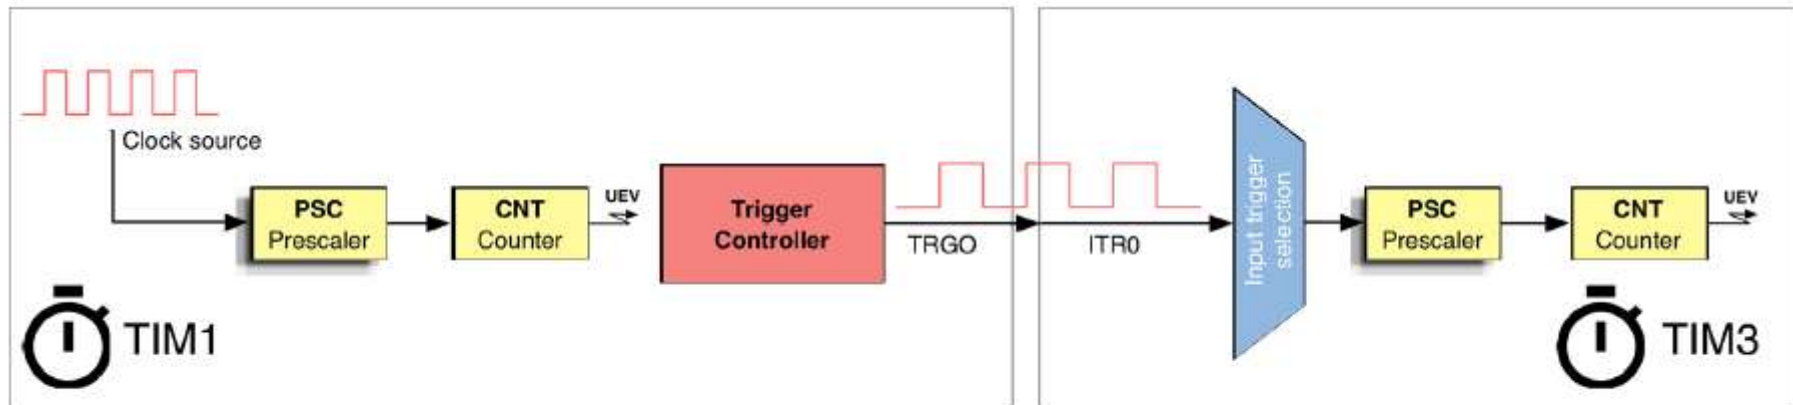 Clock source
PSC
Prescaler
CNT
Counter
UEV
Trigger
Controller
TRGO
ITR0
Input trigger
selection
PSC
Prescaler
CNT
Counter
UEV
TIM1
TIM3